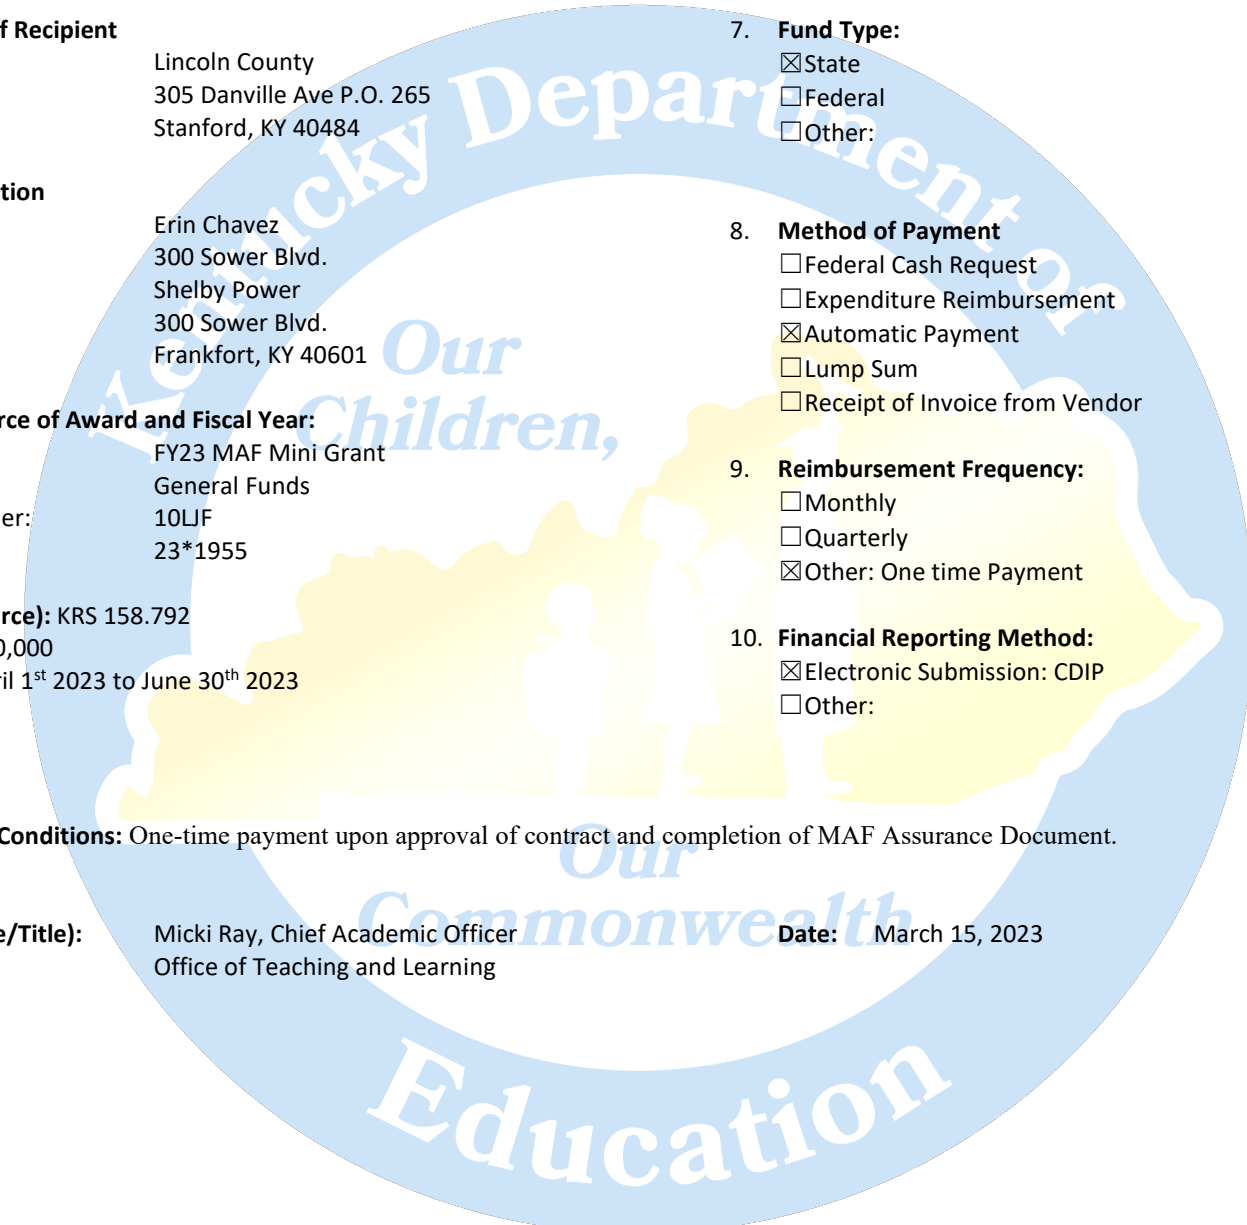 f Recipient
Lincoln County
305 Danville Ave P.O. 265
Stanford, KY 40484
tion
Erin Chavez
300 Sower Blvd.
Shelby Power
300 Sower Blvd.
Frankfort, KY 40601
rce of Award and Fiscal Year:
FY23 MAF Mini Grant
General Funds
er: 10LJF
23*1955
rce): KRS 158.792
0,000
ril 1st 2023 to June 30th 2023
7. Fund Type:
☒State
☐Federal
☐Other:
8. Method of Payment
☐Federal Cash Request
☐Expenditure Reimbursement
☒Automatic Payment
☐Lump Sum
☐Receipt of Invoice from Vendor
9. Reimbursement Frequency:
☐Monthly
☐Quarterly
☒Other: One time Payment
10. Financial Reporting Method:
☒Electronic Submission: CDIP
☐Other:
Conditions: One-time payment upon approval of contract and completion of MAF Assurance Document.
e/Title): Micki Ray, Chief Academic Officer Date: March 15, 2023
Office of Teaching and Learning
Kentucky Department of
Education
Our
Children,
Our
Commonwealth